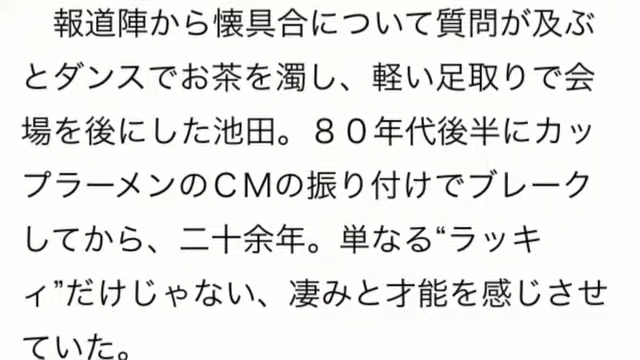 報道陣から懐具合について質問が及ぶ
とダンスでお茶を濁し、軽い足取りで会
場を後にした池田。８０年代後半にカッ
プラーメンのＣＭの振り付けでブレーク
してから、二十余年。単なる“ラッキ
ィ”だけじゃない、凄みと才能を感じさせ
ていた。